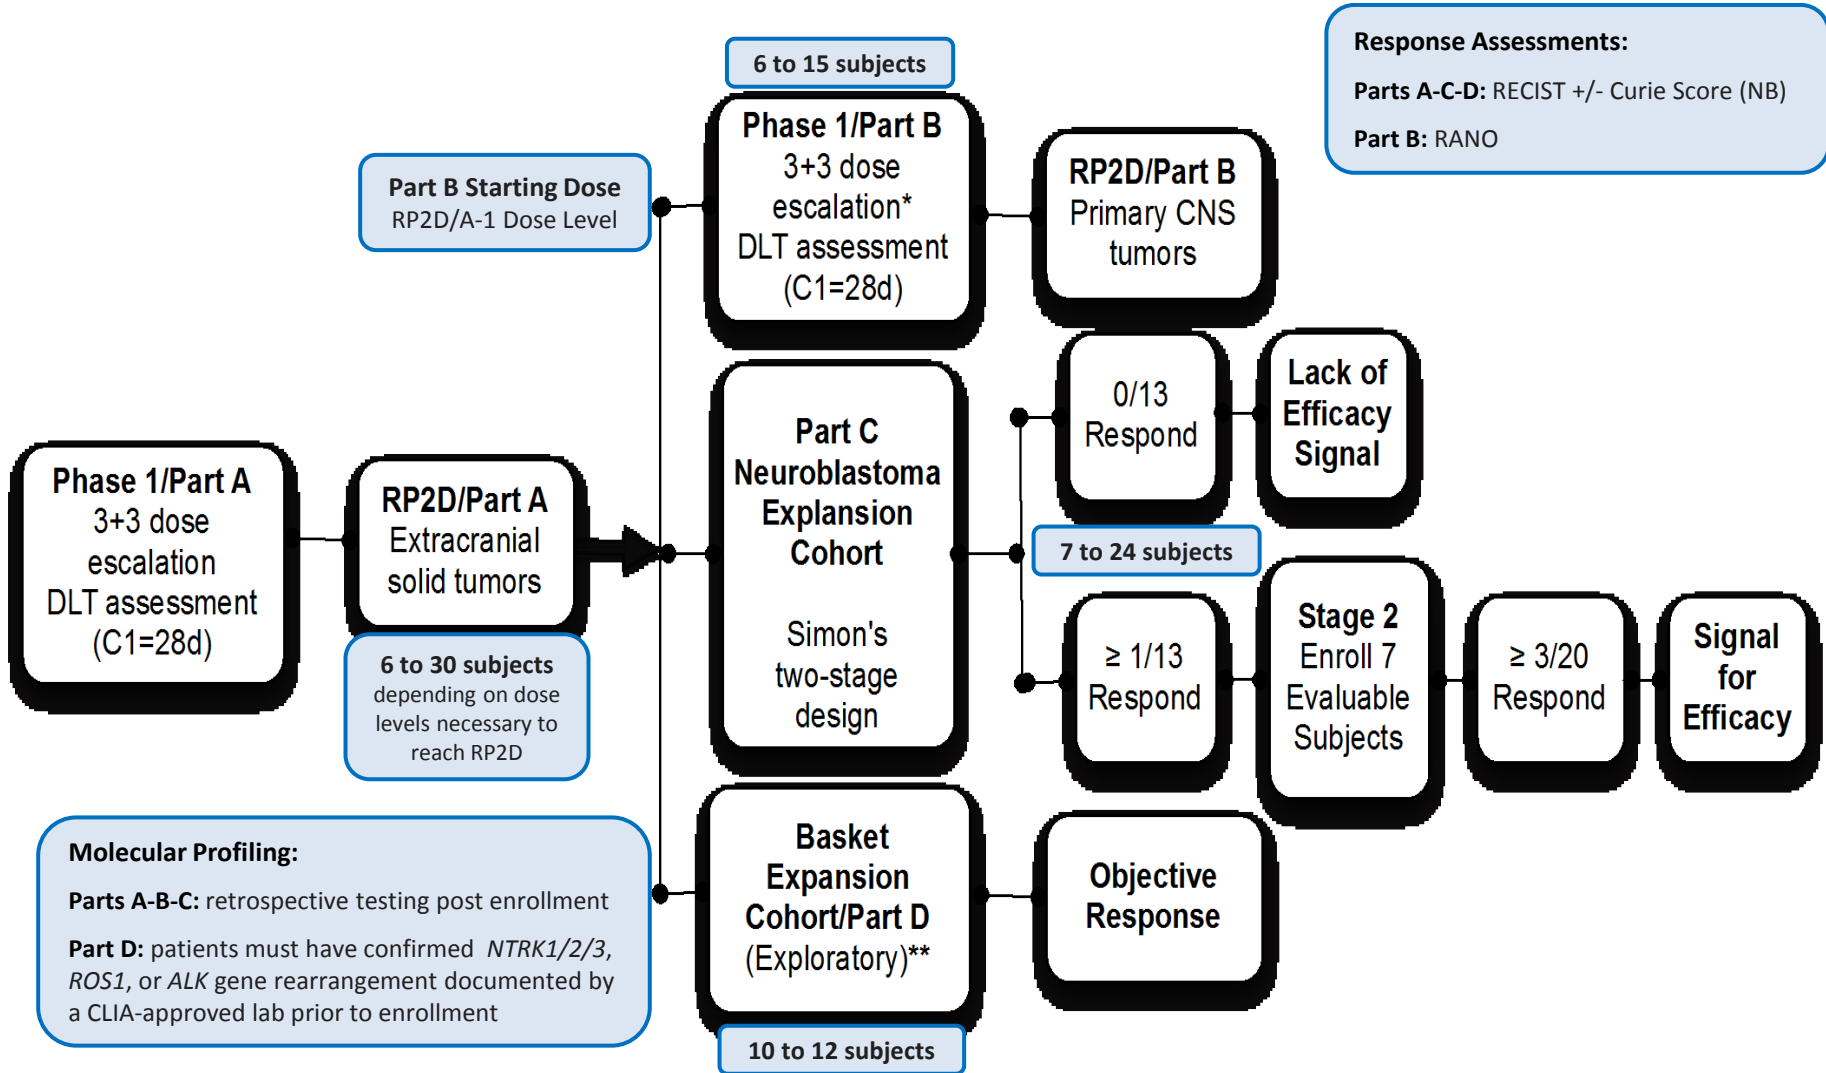 6 to 15 subjects
Response Assessments:
Parts A-C-D: RECIST +/- Curie Score (NB)
Part B: RANO
Phase 1/Part B
3+3 dose
escalation*
DLT assessment
(C1=28d)
Part B Starting Dose
RP2D/A-1 Dose Level
RP2D/Part B
Primary CNS
tumors
Phase 1/Part A
3+3 dose
escalation
DLT assessment
(C1=28d)
RP2D/Part A
Extracranial
solid tumors
6 to 30 subjects
depending on dose
levels necessary to
reach RP2D
Part C
Neuroblastoma
Explansion
Cohort
Simon's
two-stage
design
0/13
Respond
Lack of
Efficacy
Signal
7 to 24 subjects
≥ 1/13
Respond
Stage 2
Enroll 7
Evaluable
Subjects
≥ 3/20
Respond
Signal
for
Efficacy
Molecular Profiling:
Parts A-B-C: retrospective testing post enrollment
Part D: patients must have confirmed NTRK1/2/3,
ROS1, or ALK gene rearrangement documented by
a CLIA-approved lab prior to enrollment
Basket
Expansion
Cohort/Part D
(Exploratory)**
10 to 12 subjects
Objective
Response